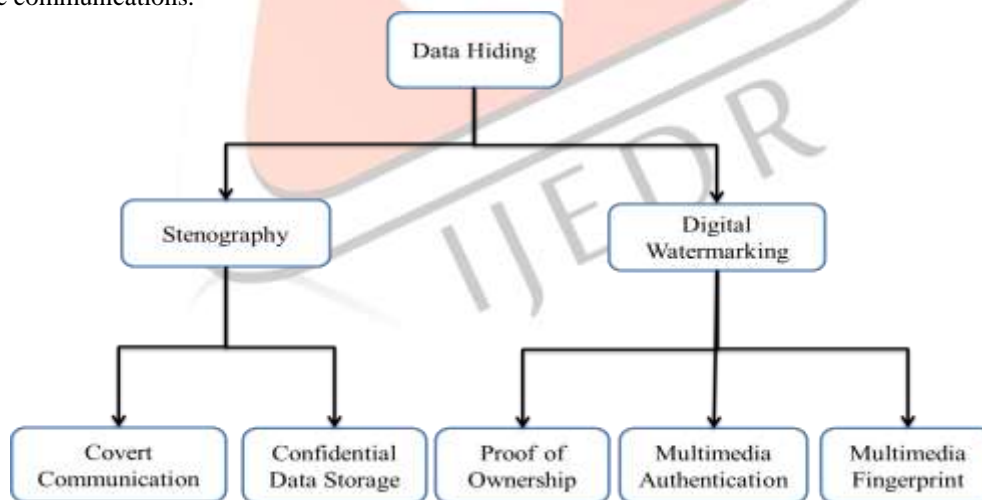 e communications.
Data Hiding
IJEDR
Stenography
Digital
Watermarking
Covert
Communication
Confidential
Data Storage
Proof of
Ownership
Multimedia
Authentication
Multimedia
Fingerprint